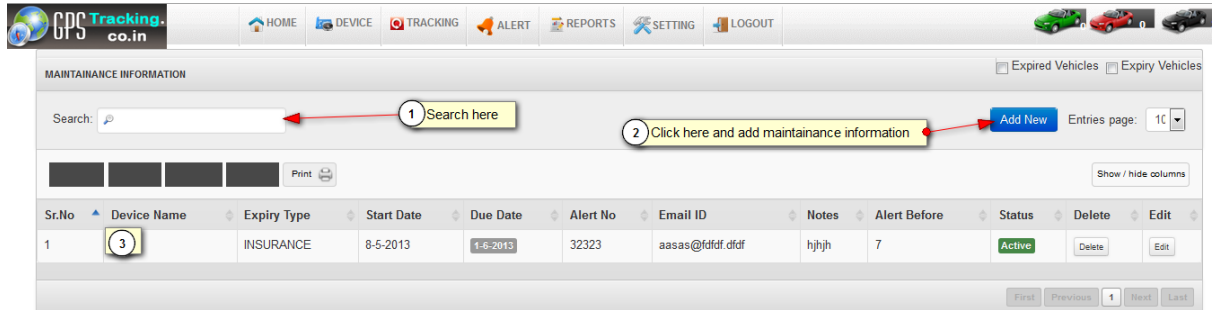 GPS Tracking. co.in HOME DEVICE TRACKING ALERT REPORTS SETTING LOGOUT 0 0
MAINTAINANCE INFORMATION Expired Vehicles Expiry Vehicles
Search: 1 Search here 2 Click here and add maintainance information Add New Entries page: 10
Print Show / hide columns
Sr.No Device Name Expiry Type Start Date Due Date Alert No Email ID Notes Alert Before Status Delete Edit
1 3 INSURANCE 8-5-2013 1-6-2013 32323 aasas@fdfdf.dfdf hjhjh 7 Active Delete Edit
First Previous 1 Next Last